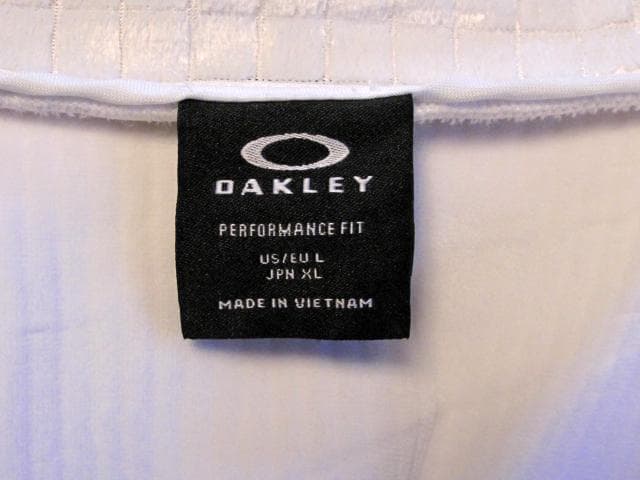 OAKLEY
PERFORMANCE FIT
US/EU L
JPN XL
MADE IN VIETNAM